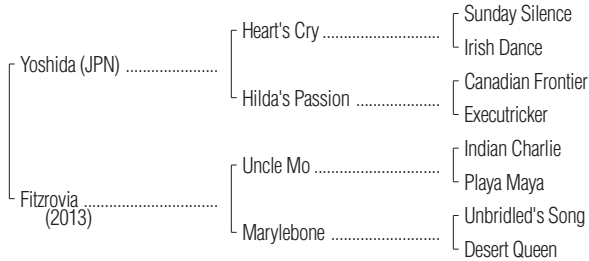 Sunday Silence
Heart's Cry
Irish Dance
Yoshida (JPN)
Canadian Frontier
Hilda's Passion
Executricker
Indian Charlie
Uncle Mo
Playa Maya
Fitzrovia
(2013)
Unbridled's Song
Marylebone
Desert Queen